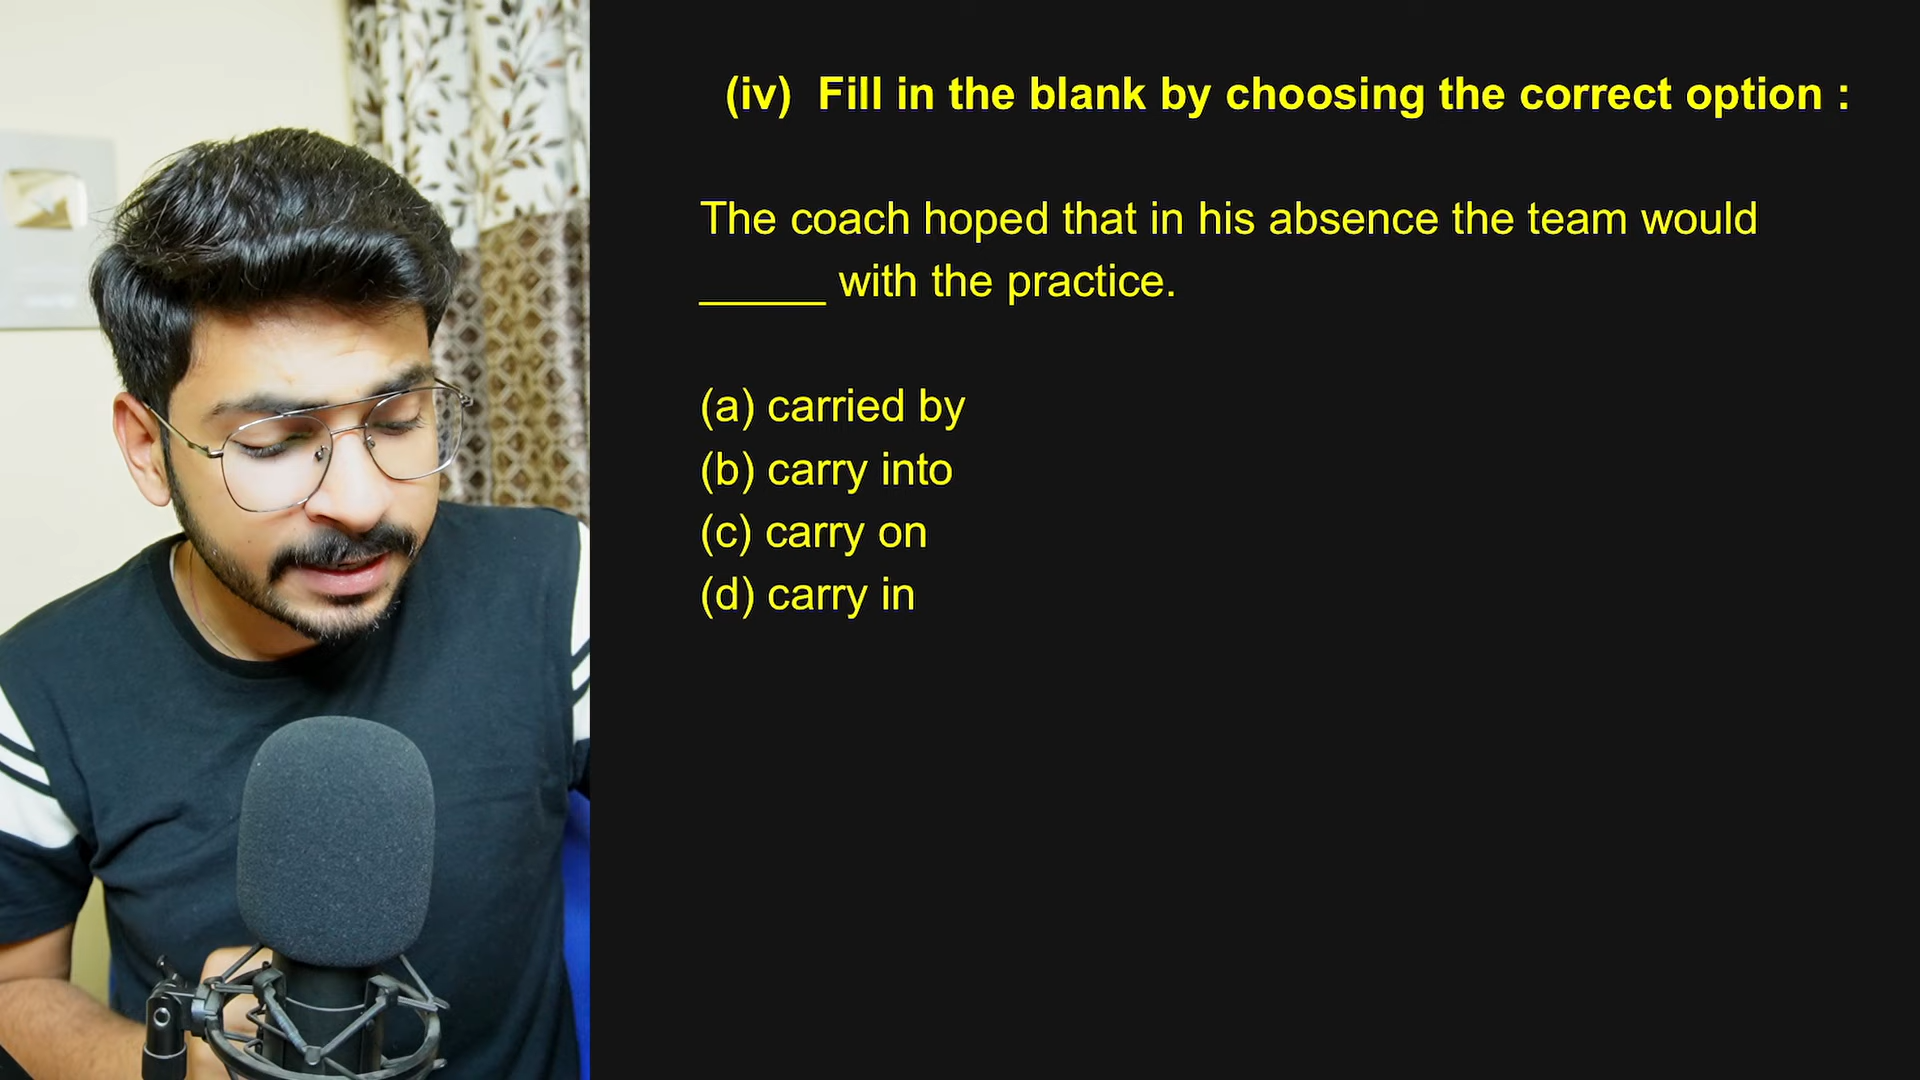 (iv) Fill in the blank by choosing the correct option :
The coach hoped that in his absence the team would
_____ with the practice.
(a) carried by
(b) carry into
(c) carry on
(d) carry in